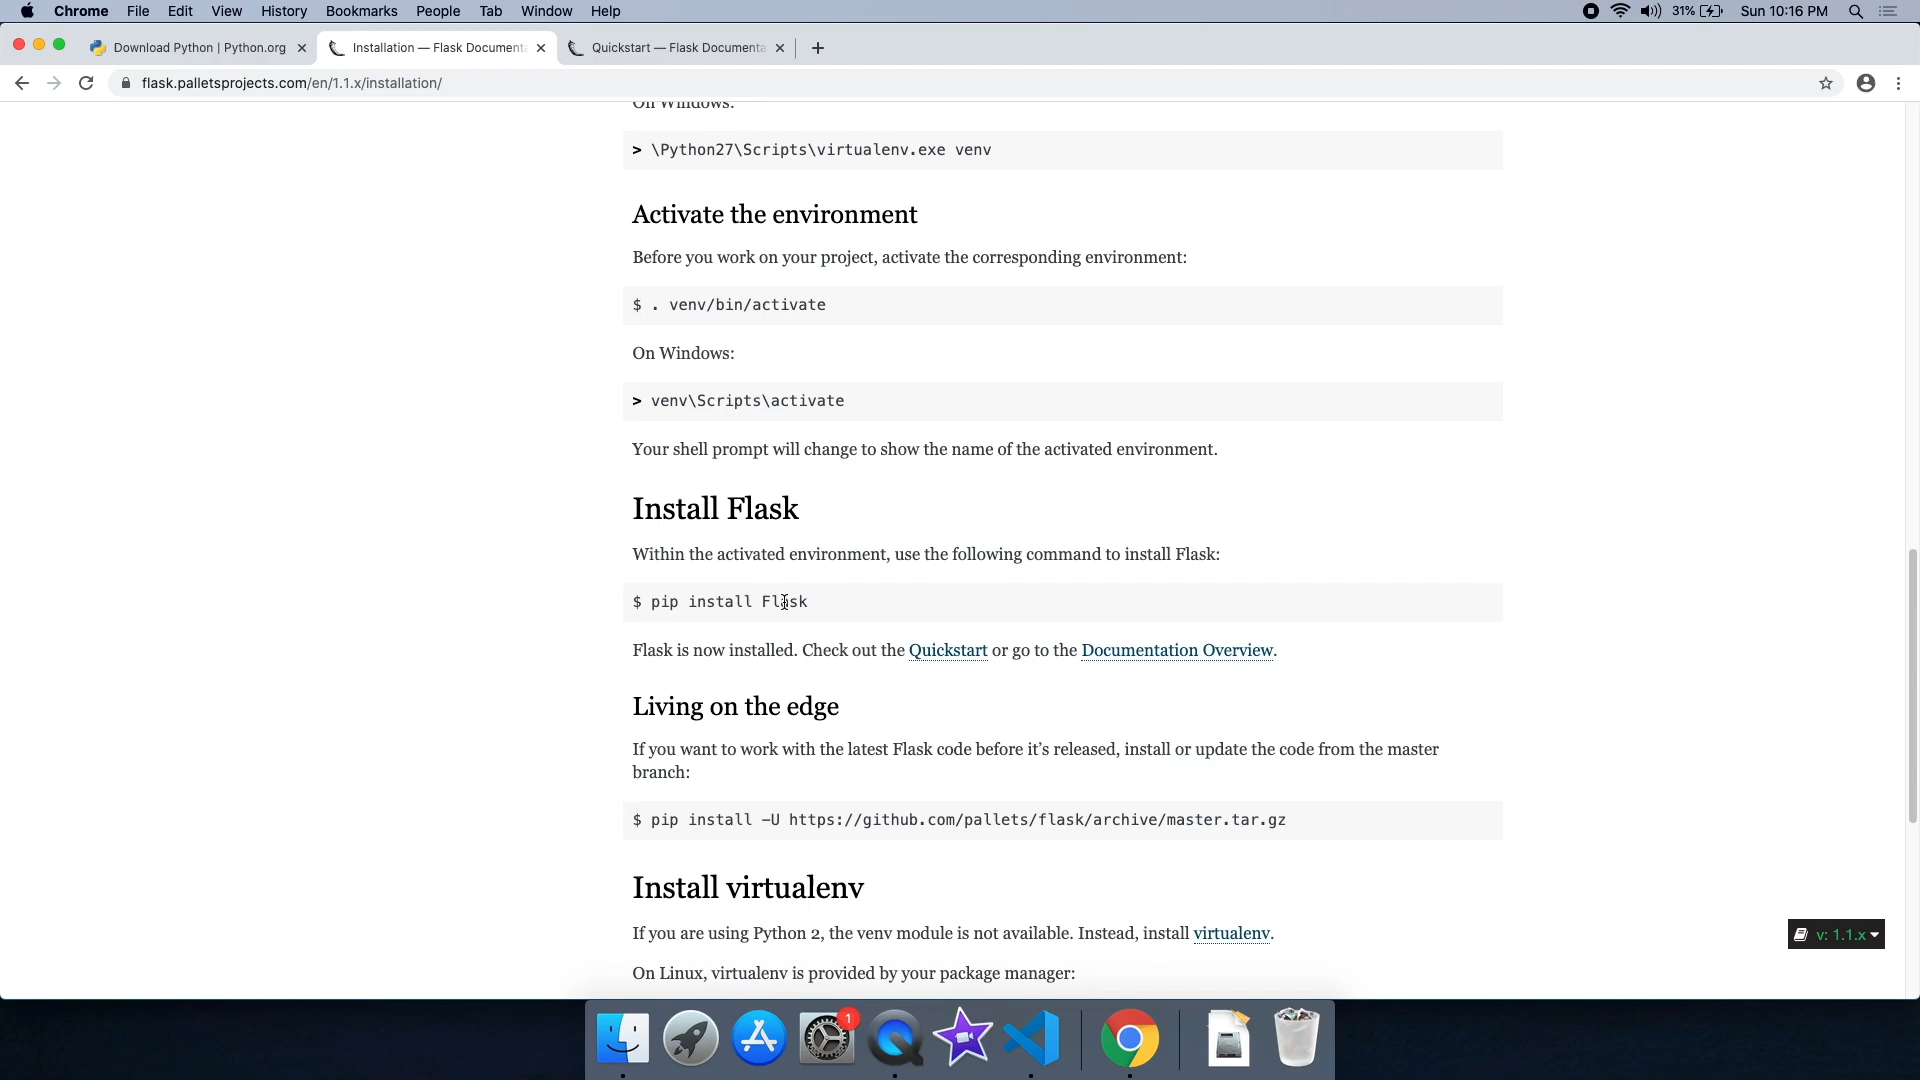 Chrome File Edit View History Bookmarks People Tab Window Help 31% Sun 10:16 PM
Download Python | Python.org Installation — Flask Document Quickstart — Flask Documenta
flask.palletsprojects.com/en/1.1.x/installation/
On Windows:
> \Python27\Scripts\virtualenv.exe venv
Activate the environment
Before you work on your project, activate the corresponding environment:
$ . venv/bin/activate
On Windows:
> venv\Scripts\activate
Your shell prompt will change to show the name of the activated environment.
Install Flask
Within the activated environment, use the following command to install Flask:
$ pip install Flask
Flask is now installed. Check out the Quickstart or go to the Documentation Overview.
Living on the edge
If you want to work with the latest Flask code before it’s released, install or update the code from the master
branch:
$ pip install -U https://github.com/pallets/flask/archive/master.tar.gz
Install virtualenv
If you are using Python 2, the venv module is not available. Instead, install virtualenv.
v: 1.1.x
On Linux, virtualenv is provided by your package manager:
1